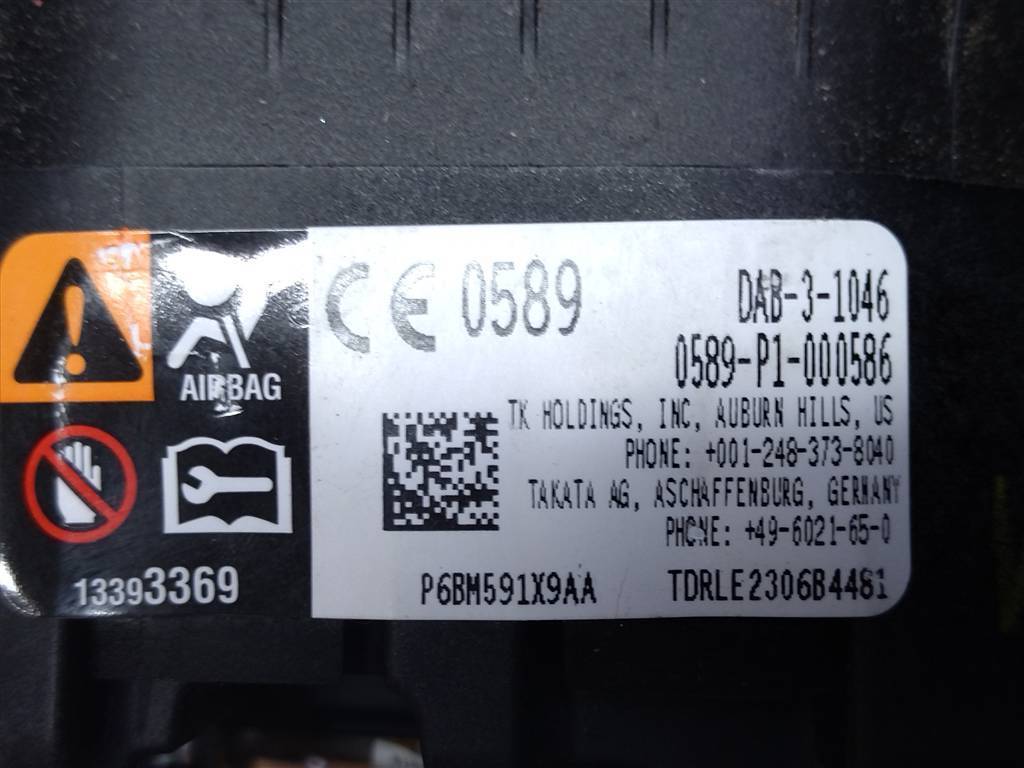 AIRBAG
13393369
CE 0589
DAB-3-1046
0589-P1-000586
TK HOLDINGS, INC, AUBURN HILLS, US
PHONE: +001-248-373-8040
TAKATA AG, ASCHAFFENBURG, GERMANY
PHONE: +49-6021-65-0
P6BM591X9AA
TDRLE2306B4481